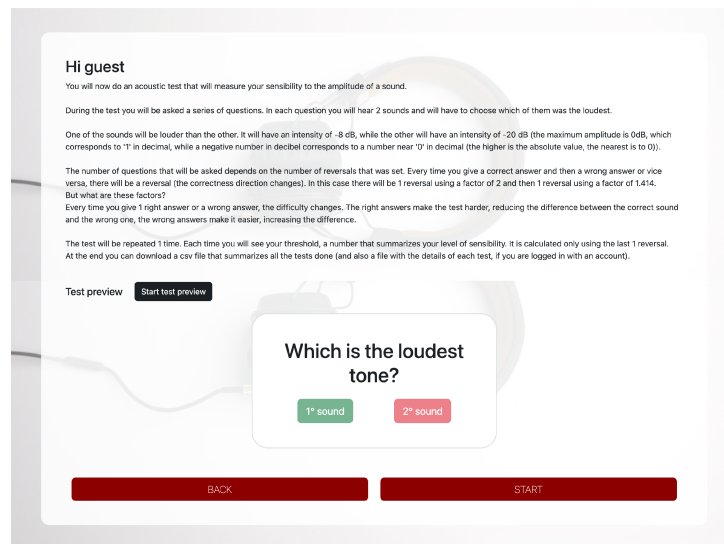 Hi guest
You will now do an acoustic test that will measure your sensibility to the amplitude of a sound.
During the test you will be asked a series of questions. In each question you will hear 2 sounds and will have to choose which of them was the loudest.
One of the sounds will be louder than the other. It will have an intensity of -8 dB, while the other will have an intensity of -20 dB (the maximum amplitude is 0dB, which
corresponds to '1' in decimal, while a negative number in decibel corresponds to a number near '0' in decimal (the higher is the absolute value, the nearest is to 0)).
The number of questions that will be asked depends on the number of reversals that was set. Every time you give a correct answer and then a wrong answer or vice
versa, there will be a reversal (the correctness direction changes). In this case there will be 1 reversal using a factor of 2 and then 1 reversal using a factor of 1.414.
But what are these factors?
Every time you give 1 right answer or a wrong answer, the difficulty changes. The right answers make the test harder, reducing the difference between the correct sound
and the wrong one, the wrong answers make it easier, increasing the difference.
The test will be repeated 1 time. Each time you will see your threshold, a number that summarizes your level of sensibility. It is calculated only using the last 1 reversal.
At the end you can download a csv file that summarizes all the tests done (and also a file with the details of each test, if you are logged in with an account).
Test preview Start test preview
Which is the loudest
tone?
1° sound 2° sound
BACK START